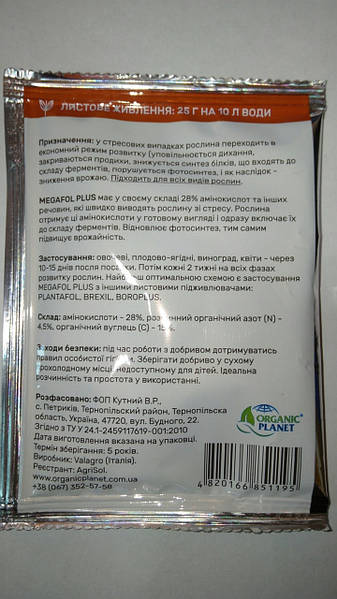 ЛИСТОВЕ ЖИВЛЕННЯ: 25 Г НА 10 Л ВОДИ
Призначення: у стресових випадках рослина переходить в
економний режим розвитку (уповільнюється дихання,
закриваються продихи, знижується синтез білків, що входять до
складу ферментів, порушується фотосинтез, і як наслідок -
зниження врожаю). Підходить для всіх видів рослин.
MEGAFOL PLUS має у своєму складі 28% амінокислот та інших
речовин, які швидко виводять рослину зі стресу. Рослина
отримує ці амінокислоти у готовому вигляді і одразу включає їх
до складу ферментів. Відновлює фотосинтез, тим самим
підвищує врожайність.
Застосування: овочеві, плодово-ягідні, виноград, квіти - через
10-15 днів після посадки. Потім кожні 2 тижні на всіх фазах
розвитку рослин. Найбільш оптимальною схемою є застосування
MEGAFOL PLUS з іншими листовими підживлювачами:
PLANTAFOL, BREXIL, BOROPLUS.
Склад: амінокислоти - 28%, розчинний органічний азот (N) -
4,5%, органічний вуглець (C) - 15%.
Заходи безпеки: під час роботи з добривом дотримуватись
правил особистої гігієни. Зберігати добриво у сухому
прохолодному місці, недоступному для дітей. Ідеальна
розчинність та простота у використанні.
Розфасовано: ФОП Кутний В.Р.,
с. Петриків, Тернопільский район, Тернопільська
область, Україна, 47720, вул. Будного, 22.
Згідно з ТУ У 24.1-2459117619-001:2010
Дата виготовлення вказана на упаковці.
Термін зберігання: 5 років.
Виробник: Valagro (Італія).
Реєстрант: AgriSol.
www.organicplanet.com.ua
+38 (067) 352-57-58
ORGANIC
PLANET
4 820166 851195